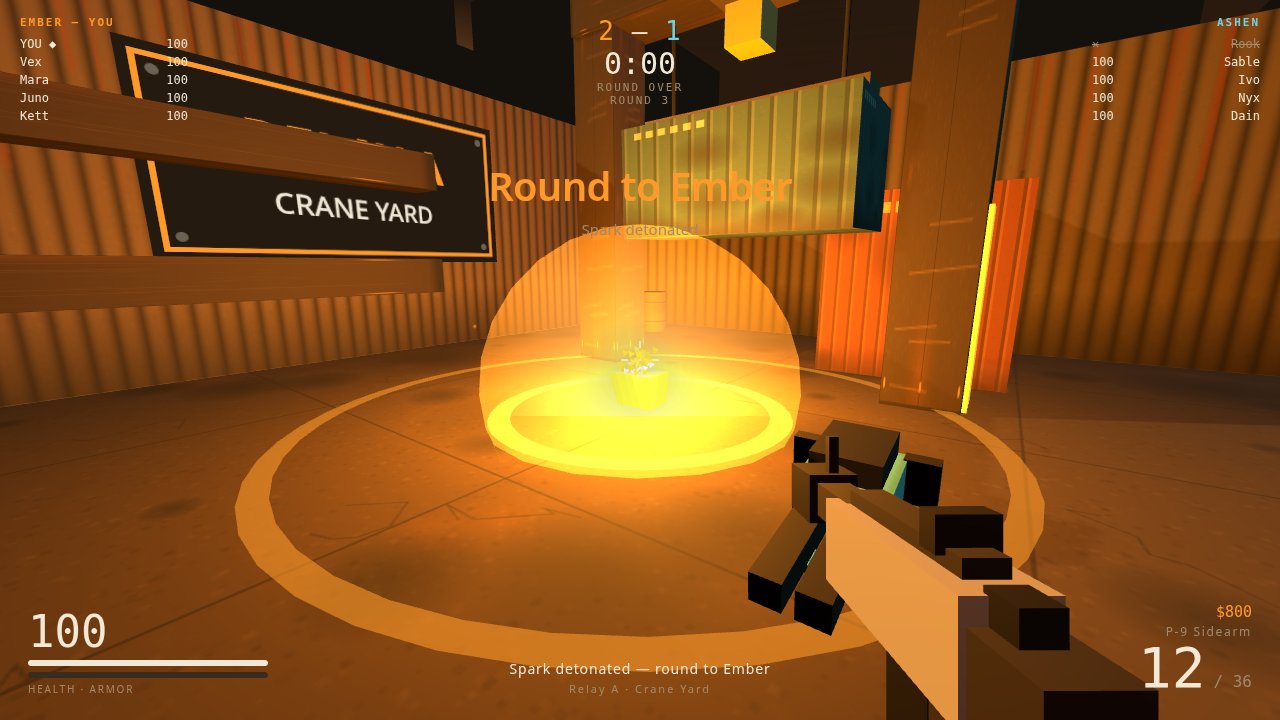 EMBER — YOU
YOU ◆ 100
Vex 100
Mara 100
Juno 100
Kett 100
2 — 1
0:00
ROUND OVER
ROUND 3
ASHEN
× Rook
100 Sable
100 Ivo
100 Nyx
100 Dain
CRANE YARD
Round to Ember
Spark detonated
100
HEALTH · ARMOR
Spark detonated — round to Ember
Relay A · Crane Yard
$800
P-9 Sidearm
12 / 36